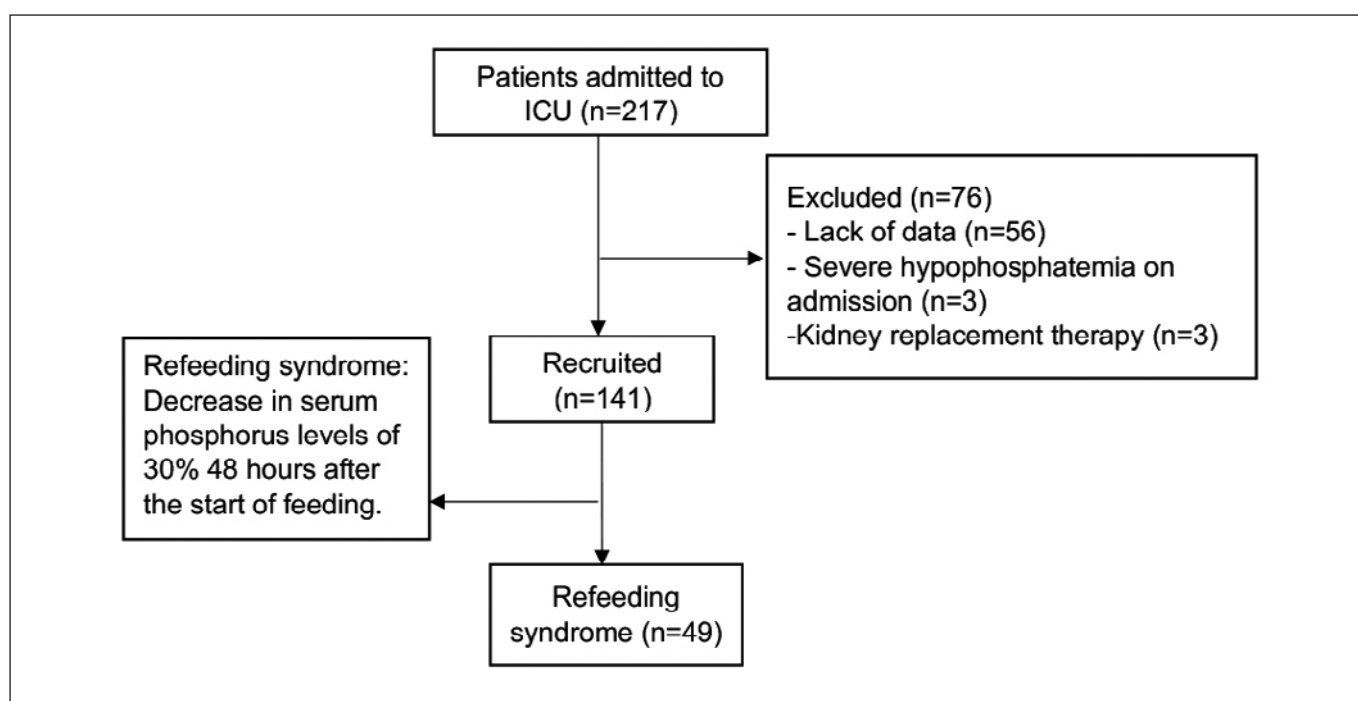 Patients admitted to
ICU (n=217)
Excluded (n=76)
- Lack of data (n=56)
- Severe hypophosphatemia on
admission (n=3)
-Kidney replacement therapy (n=3)
Recruited
(n=141)
Refeeding syndrome:
Decrease in serum
phosphorus levels of
30% 48 hours after
the start of feeding.
Refeeding
syndrome (n=49)